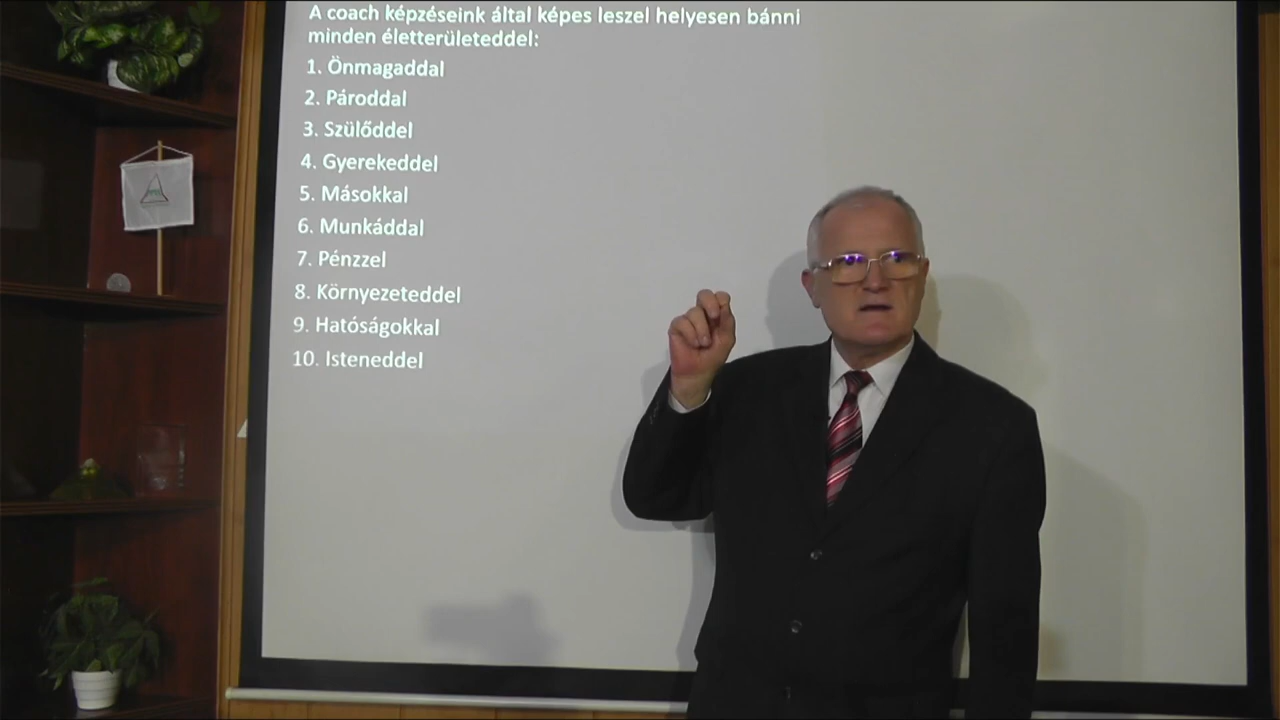 A coach képzéseink által képes leszel helyesen bánni
minden életterületeddel:
1. Önmagaddal
2. Pároddal
3. Szülőddel
4. Gyerekeddel
5. Másokkal
6. Munkáddal
7. Pénzzel
8. Környezeteddel
9. Hatóságokkal
10. Isteneddel